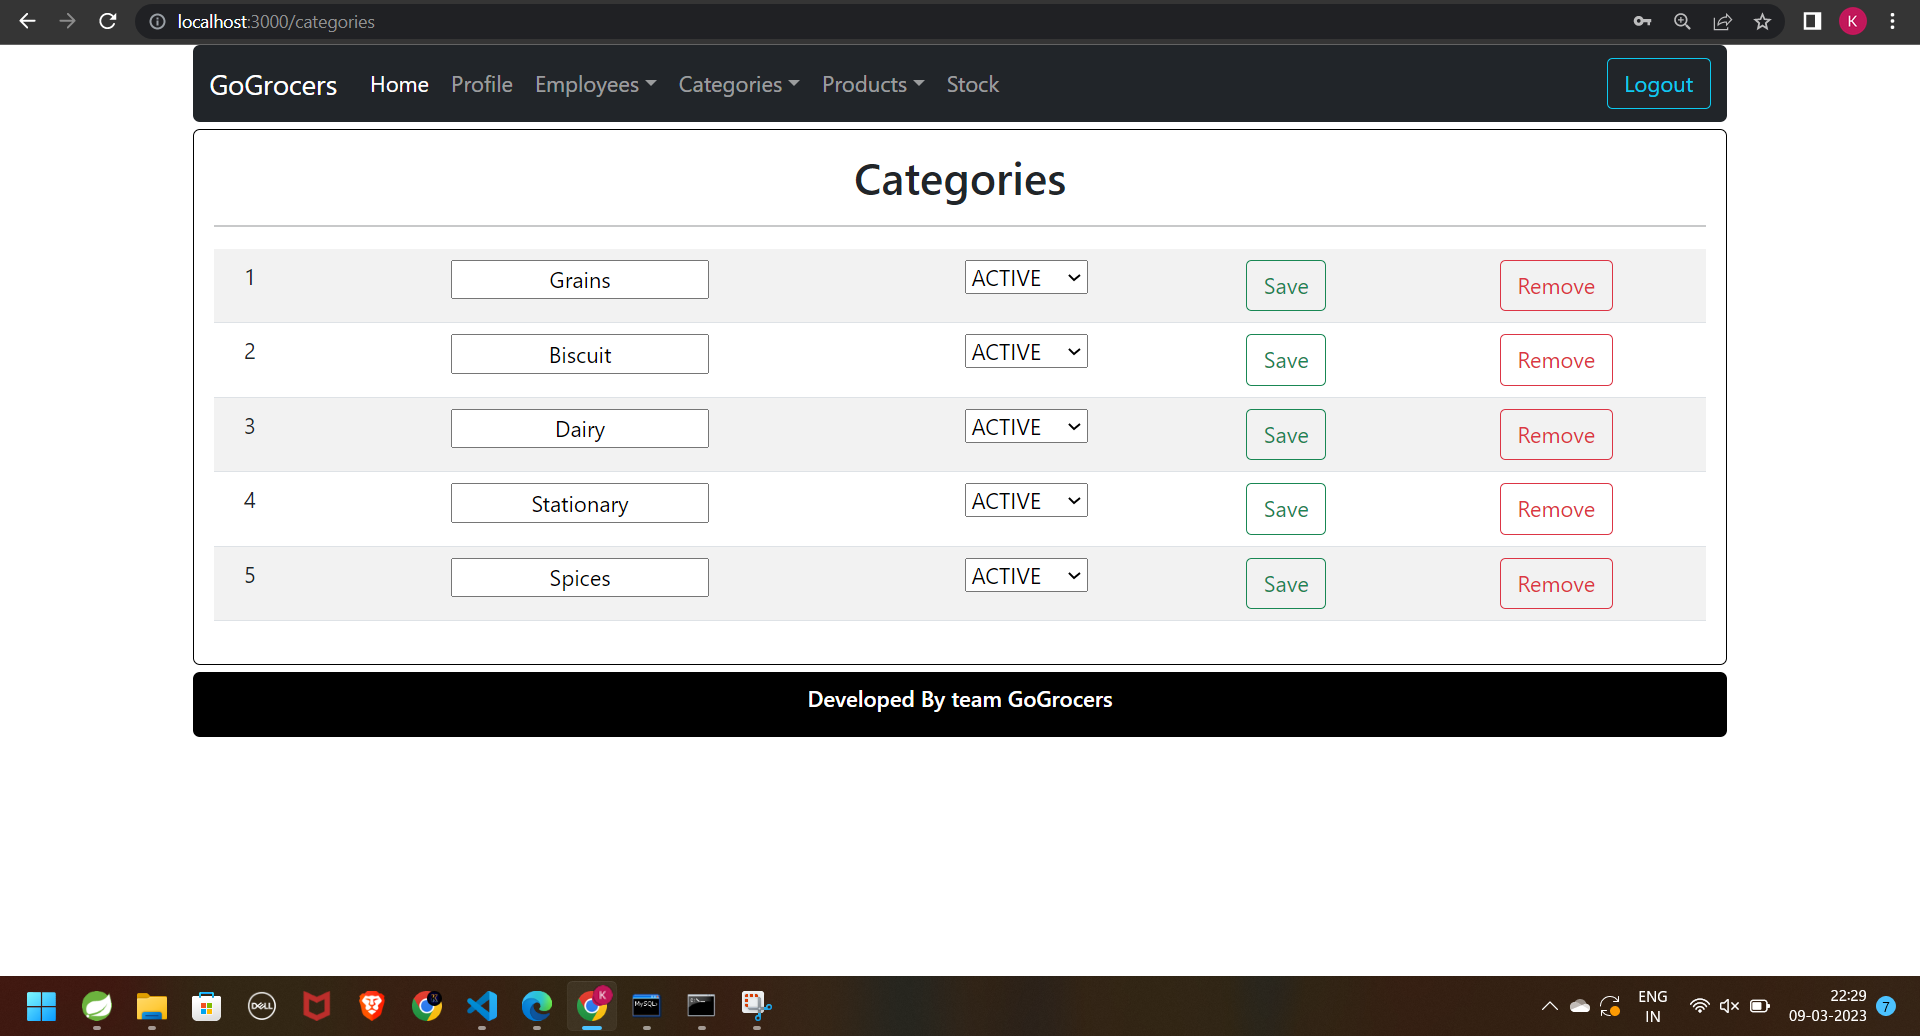 localhost:3000/categories
K
GoGrocers Home Profile Employees Categories Products Stock Logout
Categories
1 Grains ACTIVE Save Remove
2 Biscuit ACTIVE Save Remove
3 Dairy ACTIVE Save Remove
4 Stationary ACTIVE Save Remove
5 Spices ACTIVE Save Remove
Developed By team GoGrocers
DELL
K
MySQL
ENG
IN
22:29
09-03-2023
7